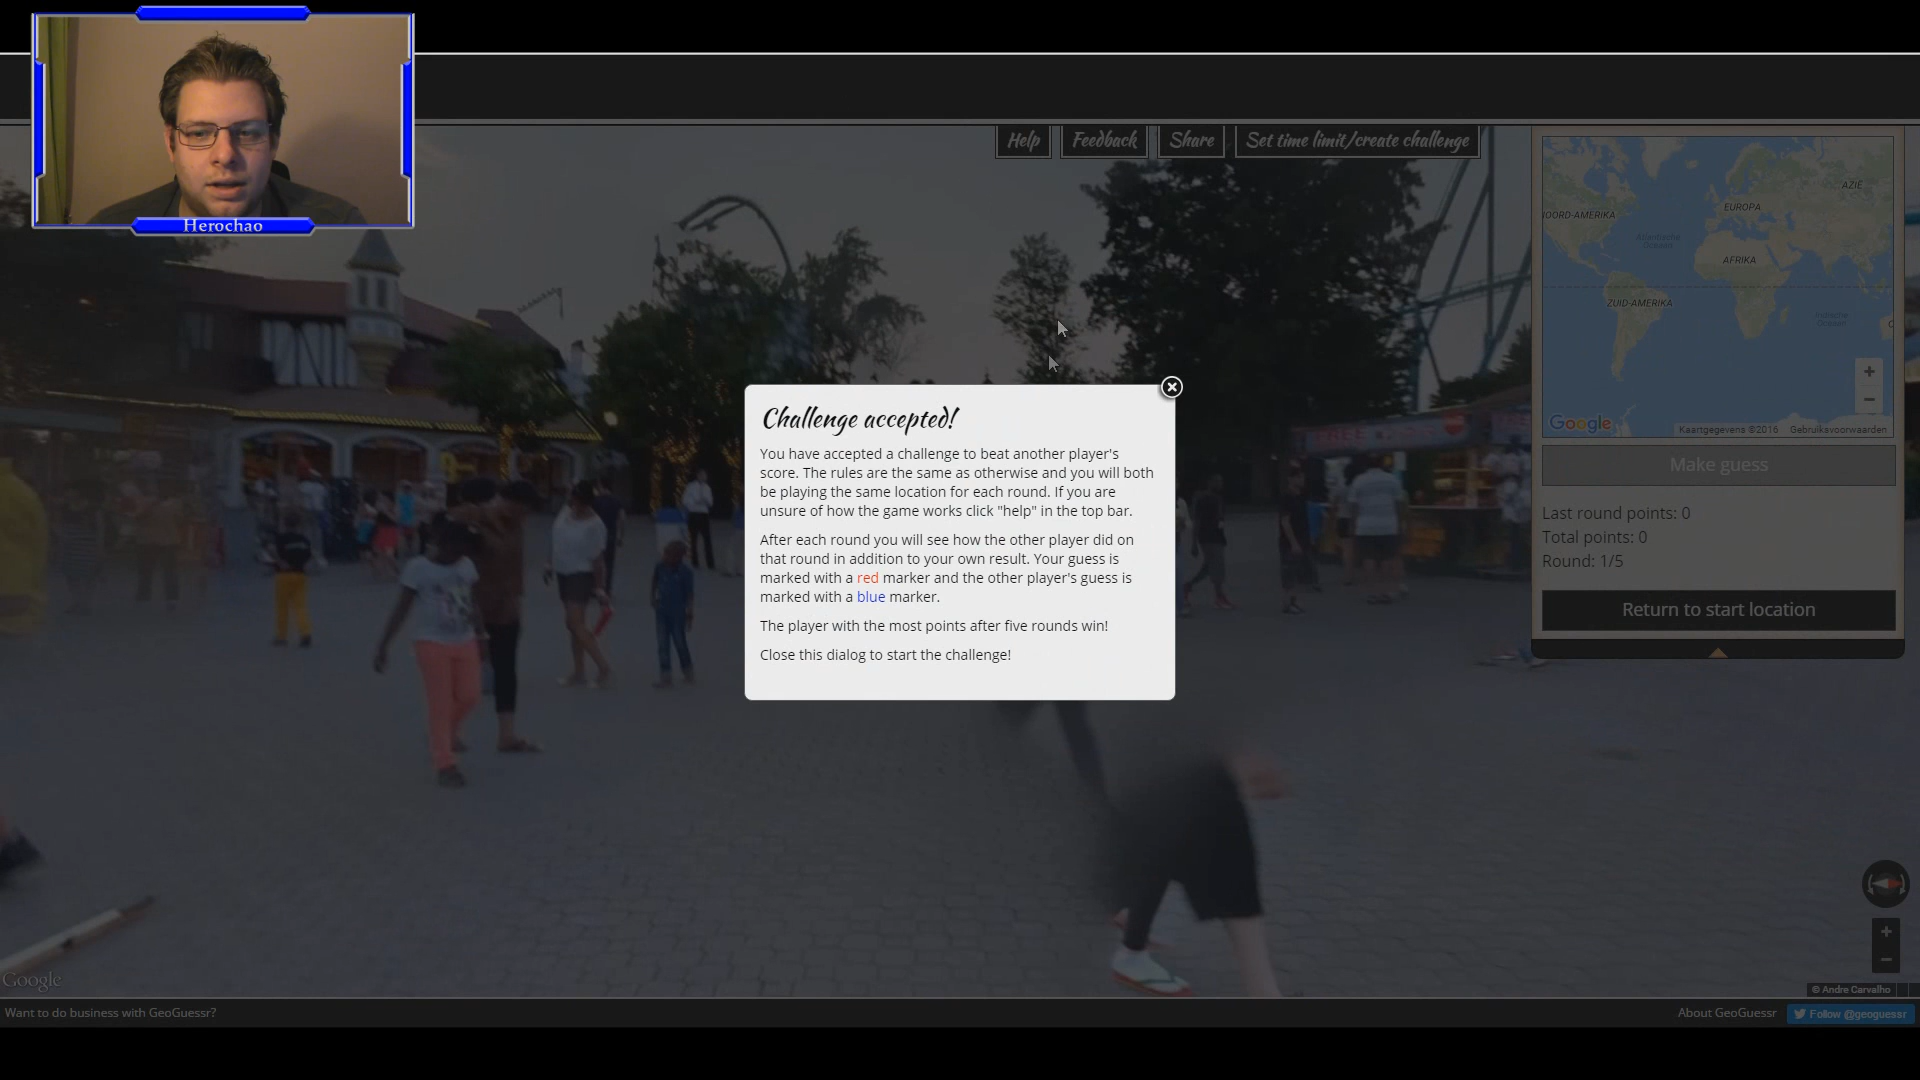 Herochao
Help
Feedback
Share
Set time limit/create challenge
AZIË
EUROPA
NOORD-AMERIKA
Atlantische
Oceaan
AFRIKA
ZUID-AMERIKA
Indische
Oceaan
Google
Kaartgegevens ©2016
Gebruiksvoorwaarden
Make guess
Last round points: 0
Total points: 0
Round: 1/5
Return to start location
FREE
Challenge accepted!
You have accepted a challenge to beat another player's
score. The rules are the same as otherwise and you will both
be playing the same location for each round. If you are
unsure of how the game works click "help" in the top bar.
After each round you will see how the other player did on
that round in addition to your own result. Your guess is
marked with a red marker and the other player's guess is
marked with a blue marker.
The player with the most points after five rounds win!
Close this dialog to start the challenge!
Google
© Andre Carvalho
Want to do business with GeoGuessr?
About GeoGuessr
Follow @geoguessr